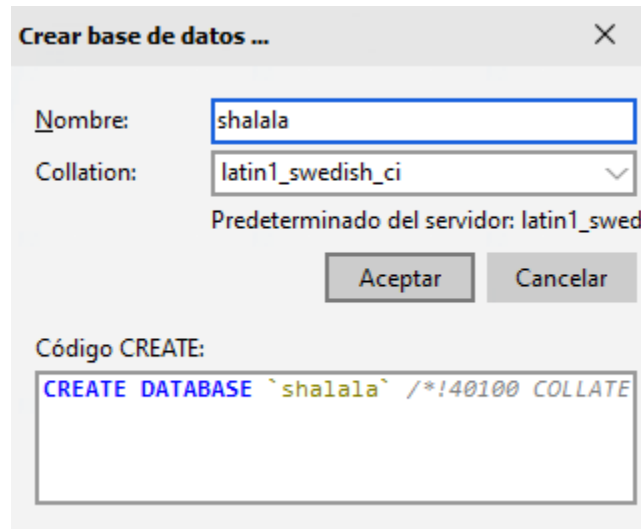 Crear base de datos ...
Nombre: shalala
Collation: latin1_swedish_ci
Predeterminado del servidor: latin1_swed
Aceptar Cancelar
Código CREATE:
CREATE DATABASE `shalala` /*!40100 COLLATE